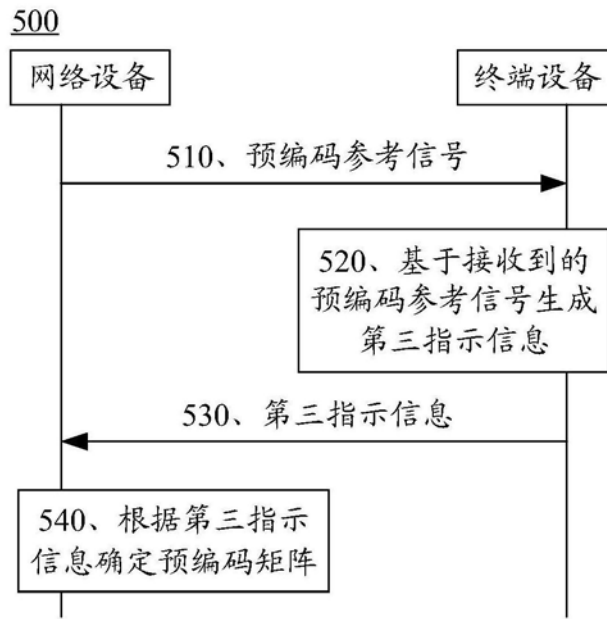 500
网络设备
终端设备
510、预编码参考信号
520、基于接收到的
预编码参考信号生成
第三指示信息
530、第三指示信息
540、根据第三指示
信息确定预编码矩阵